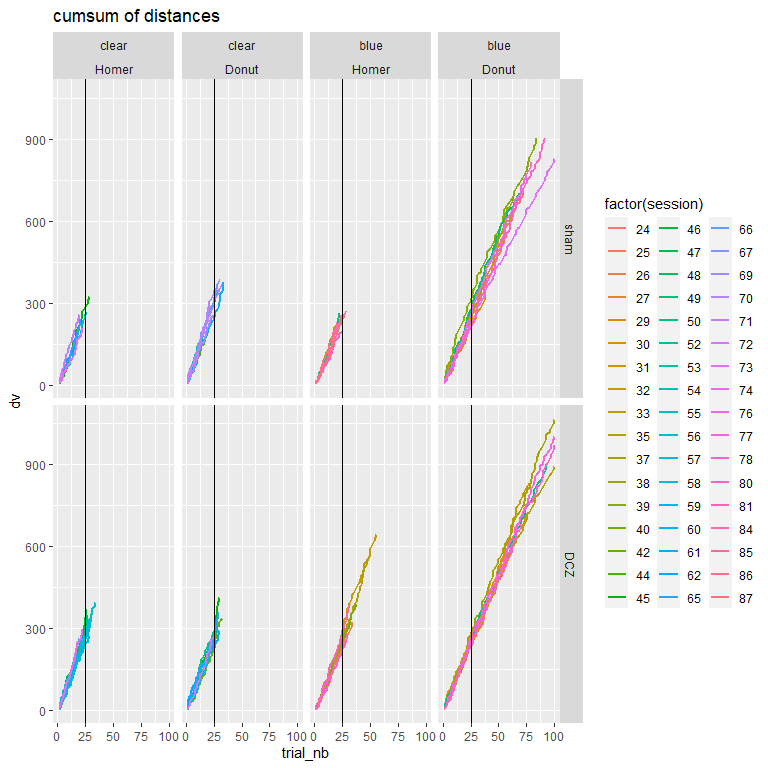 cumsum of distances
clear clear blue blue
Homer Donut Homer Donut
dv
900
600
300
0
sham
900
600
300
0
DCZ
0 25 50 75 100 0 25 50 75 100 0 25 50 75 100 0 25 50 75 100
trial_nb
factor(session)
24 46 66
25 47 67
26 48 69
27 49 70
29 50 71
30 52 72
31 53 73
32 54 74
33 55 76
35 56 77
37 57 78
38 58 80
39 59 81
40 60 84
42 61 85
44 62 86
45 65 87